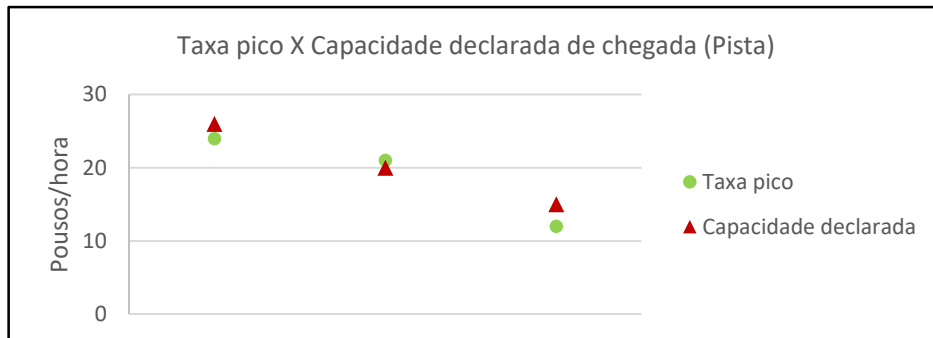 Taxa pico X Capacidade declarada de chegada (Pista)
30
20
10
0
Pousos/hora
Taxa pico
Capacidade declarada